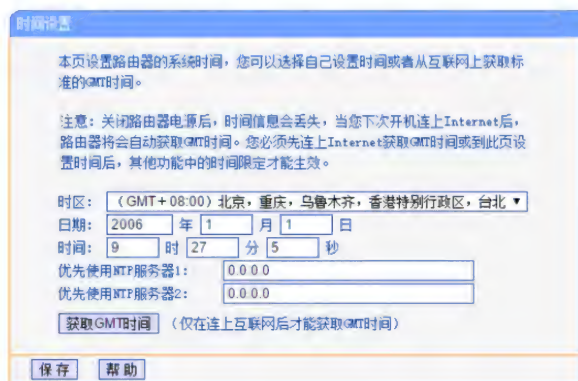 时间设置
本页设置路由器的系统时间，您可以选择自己设置时间或者从互联网上获取标
准的GMT时间。
注意：关闭路由器电源后，时间信息会丢失，当您下次开机连上Internet后，
路由器将会自动获取GMT时间。您必须先连上Internet获取GMT时间或到此页设
置时间后，其他功能中的时间限定才能生效。
时区： （GMT+08:00）北京，重庆，乌鲁木齐，香港特别行政区，台北
日期： 2006 年 1 月 1 日
时间： 9 时 27 分 5 秒
优先使用NTP服务器1： 0.0.0.0
优先使用NTP服务器2： 0.0.0.0
获取GMT时间 （仅在连上互联网后才能获取GMT时间）
保存 帮助